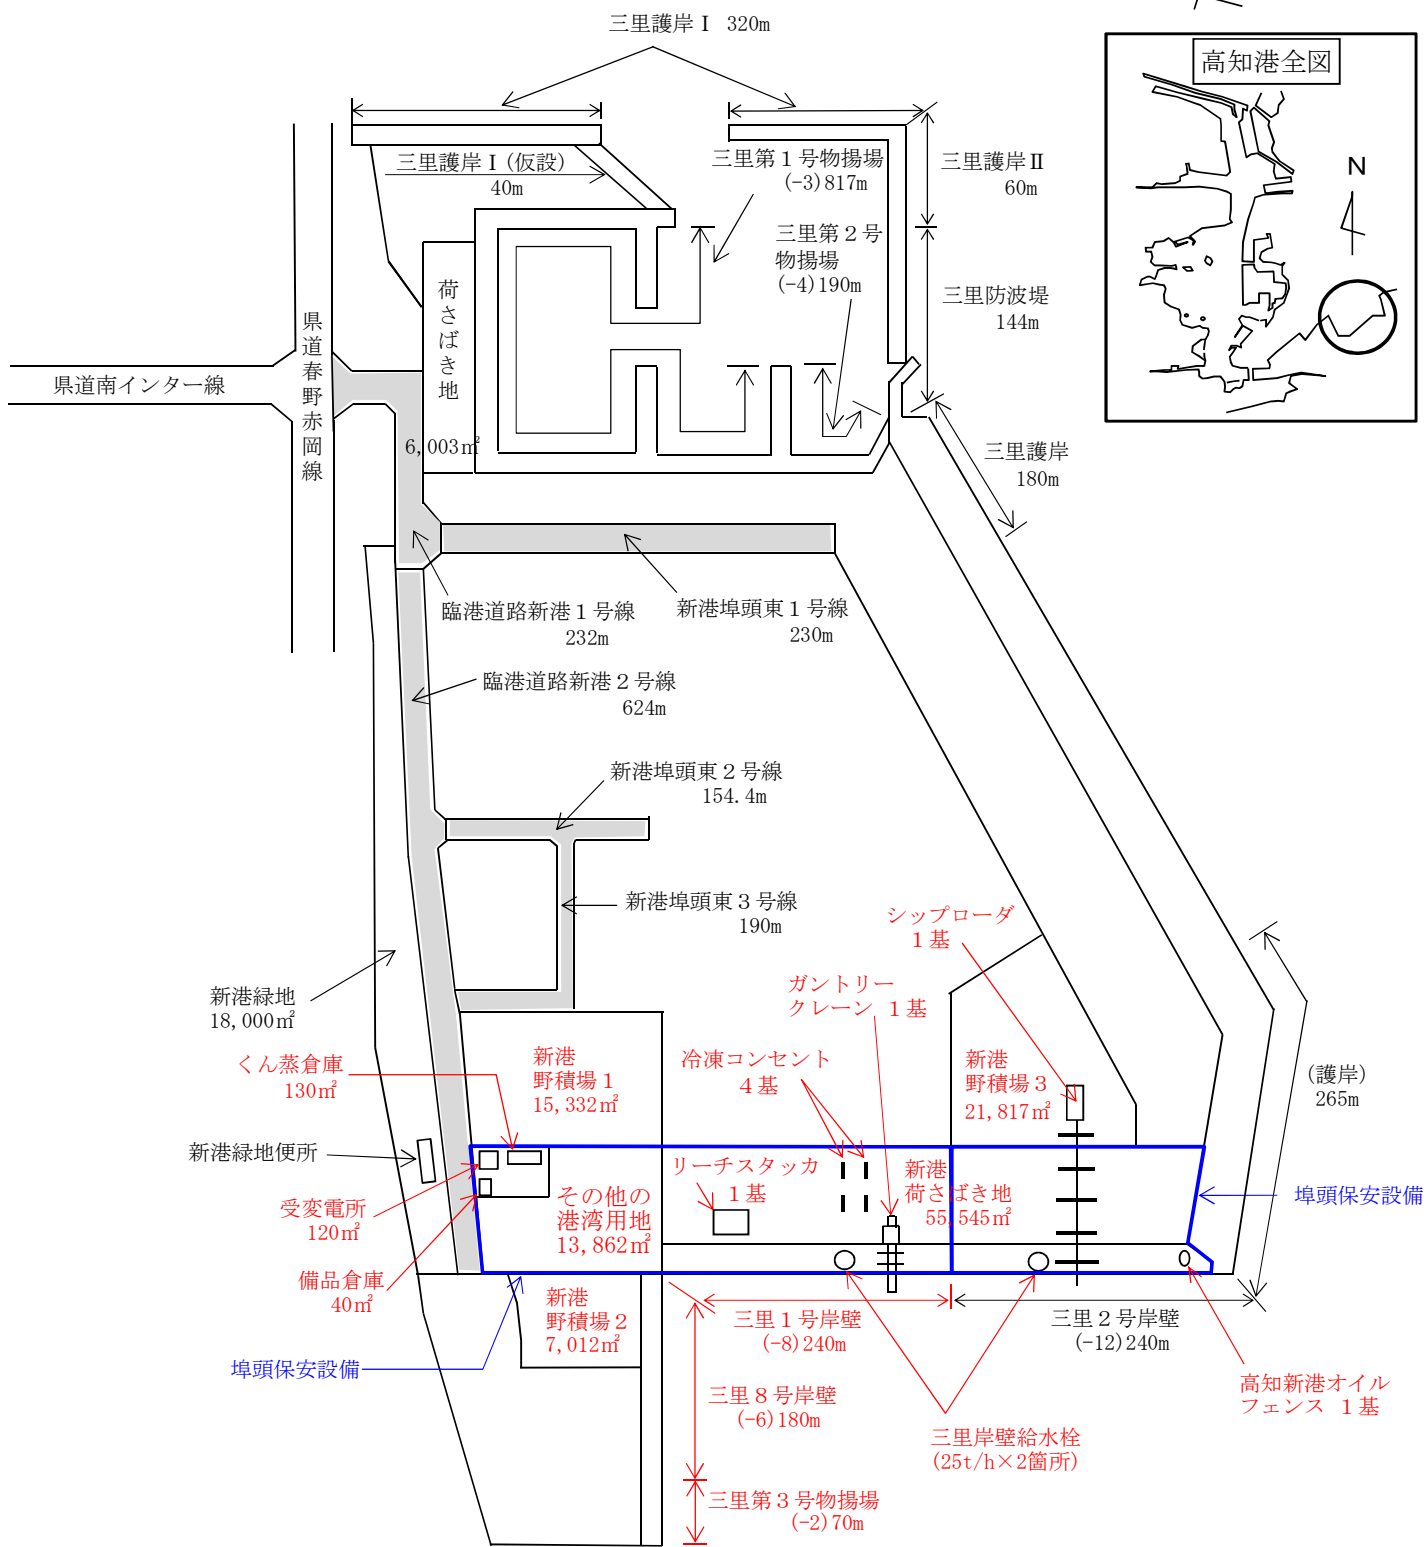 三里護岸Ⅰ 320m
高知港全図
N
三里護岸Ⅰ(仮設)
40m
三里第1号物揚場
(-3)817m
三里護岸Ⅱ
60m
三里第2号
物揚場
(-4)190m
荷さばき地
6,003㎡
三里防波堤
144m
県道春野赤岡線
県道南インター線
三里護岸
180m
臨港道路新港1号線
232m
新港埠頭東1号線
230m
臨港道路新港2号線
624m
新港埠頭東2号線
154.4m
新港埠頭東3号線
190m
シップローダ
1基
ガントリー
クレーン 1基
新港緑地
18,000㎡
くん蒸倉庫
130㎡
新港
野積場1
15,332㎡
冷凍コンセント
4基
新港
野積場3
21,817㎡
(護岸)
265m
新港緑地便所
受変電所
120㎡
その他の
港湾用地
13,862㎡
リーチスタッカ
1基
新港
荷さばき地
55,545㎡
埠頭保安設備
備品倉庫
40㎡
新港
野積場2
7,012㎡
三里1号岸壁
(-8)240m
三里2号岸壁
(-12)240m
埠頭保安設備
三里8号岸壁
(-6)180m
高知新港オイル
フェンス 1基
三里岸壁給水栓
(25t/h×2箇所)
三里第3号物揚場
(-2)70m